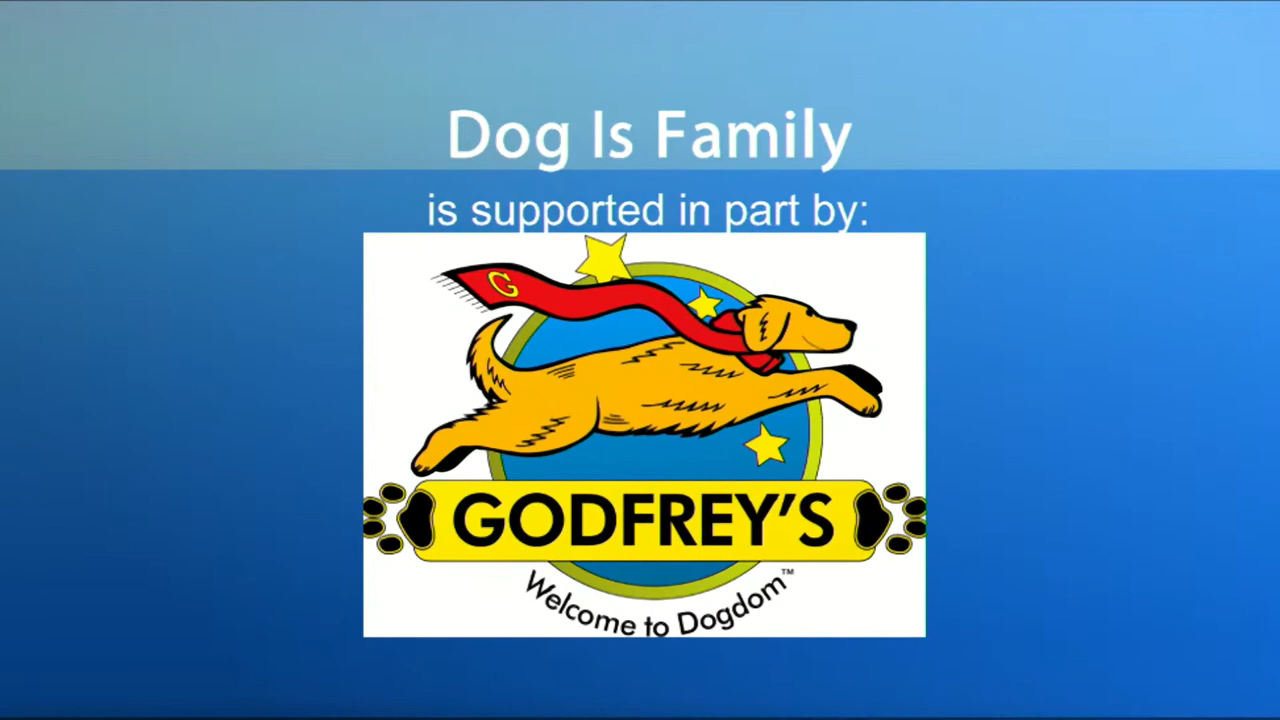 Dog Is Family
is supported in part by:
G
GODFREY'S
Welcome to Dogdom™